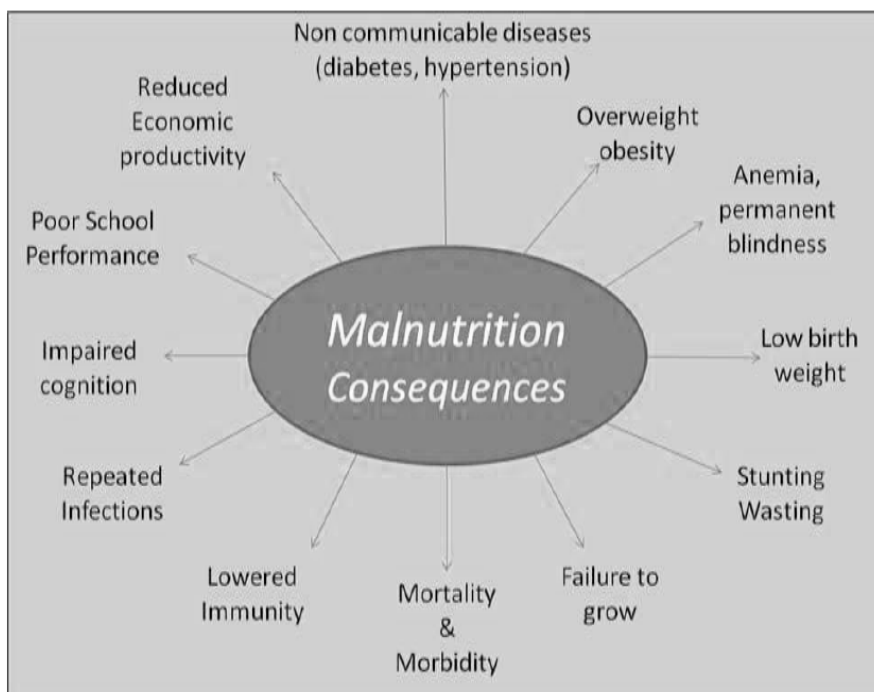 Non communicable diseases
(diabetes, hypertension)
Overweight
obesity
Anemia,
permanent
blindness
Low birth
weight
Stunting
Wasting
Failure to
grow
Mortality
&
Morbidity
Lowered
Immunity
Repeated
Infections
Impaired
cognition
Poor School
Performance
Reduced
Economic
productivity
Malnutrition
Consequences